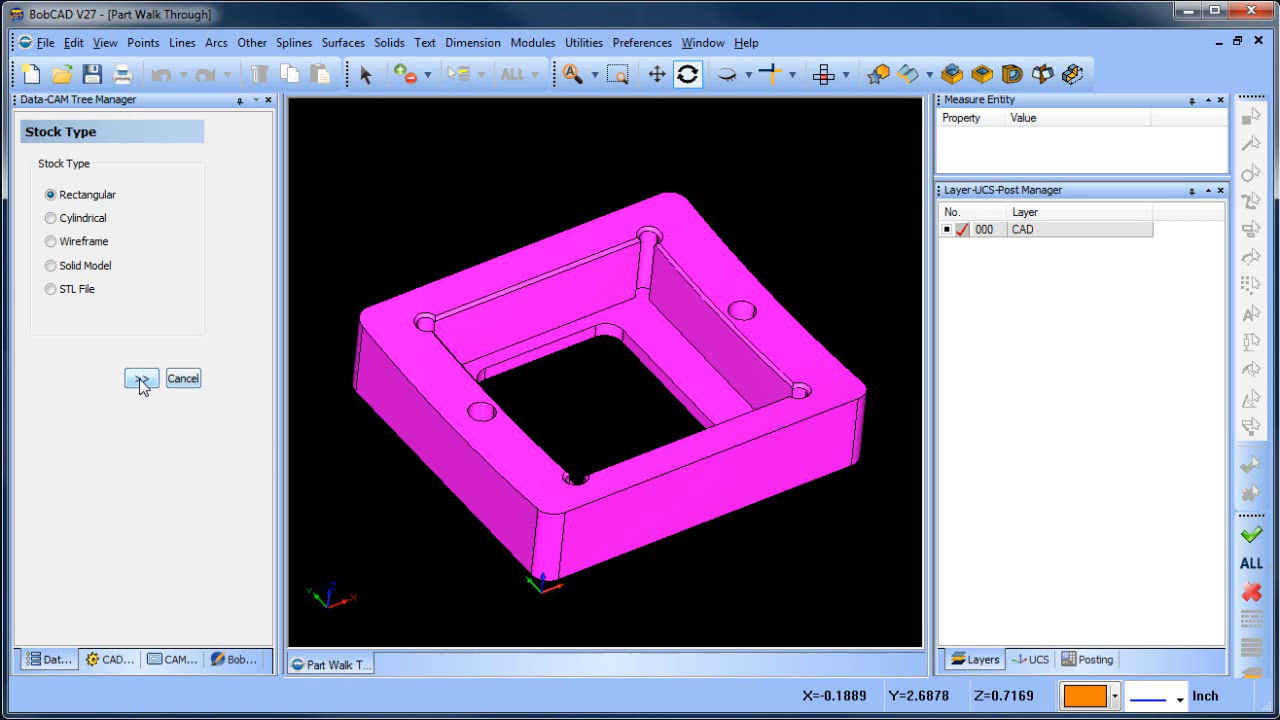 BobCAD V27 - [Part Walk Through]
File Edit View Points Lines Arcs Other Splines Surfaces Solids Text Dimension Modules Utilities Preferences Window Help
ALL
Data-CAM Tree Manager
Stock Type
Stock Type
Rectangular
Cylindrical
Wireframe
Solid Model
STL File
>> Cancel
Dat... CAD... CAM... Bob...
Y Z X
Part Walk T...
Measure Entity
Property Value
Layer-UCS-Post Manager
No. Layer
000 CAD
Layers UCS Posting
ALL
X=-0.1889 Y=2.6878 Z=0.7169 Inch